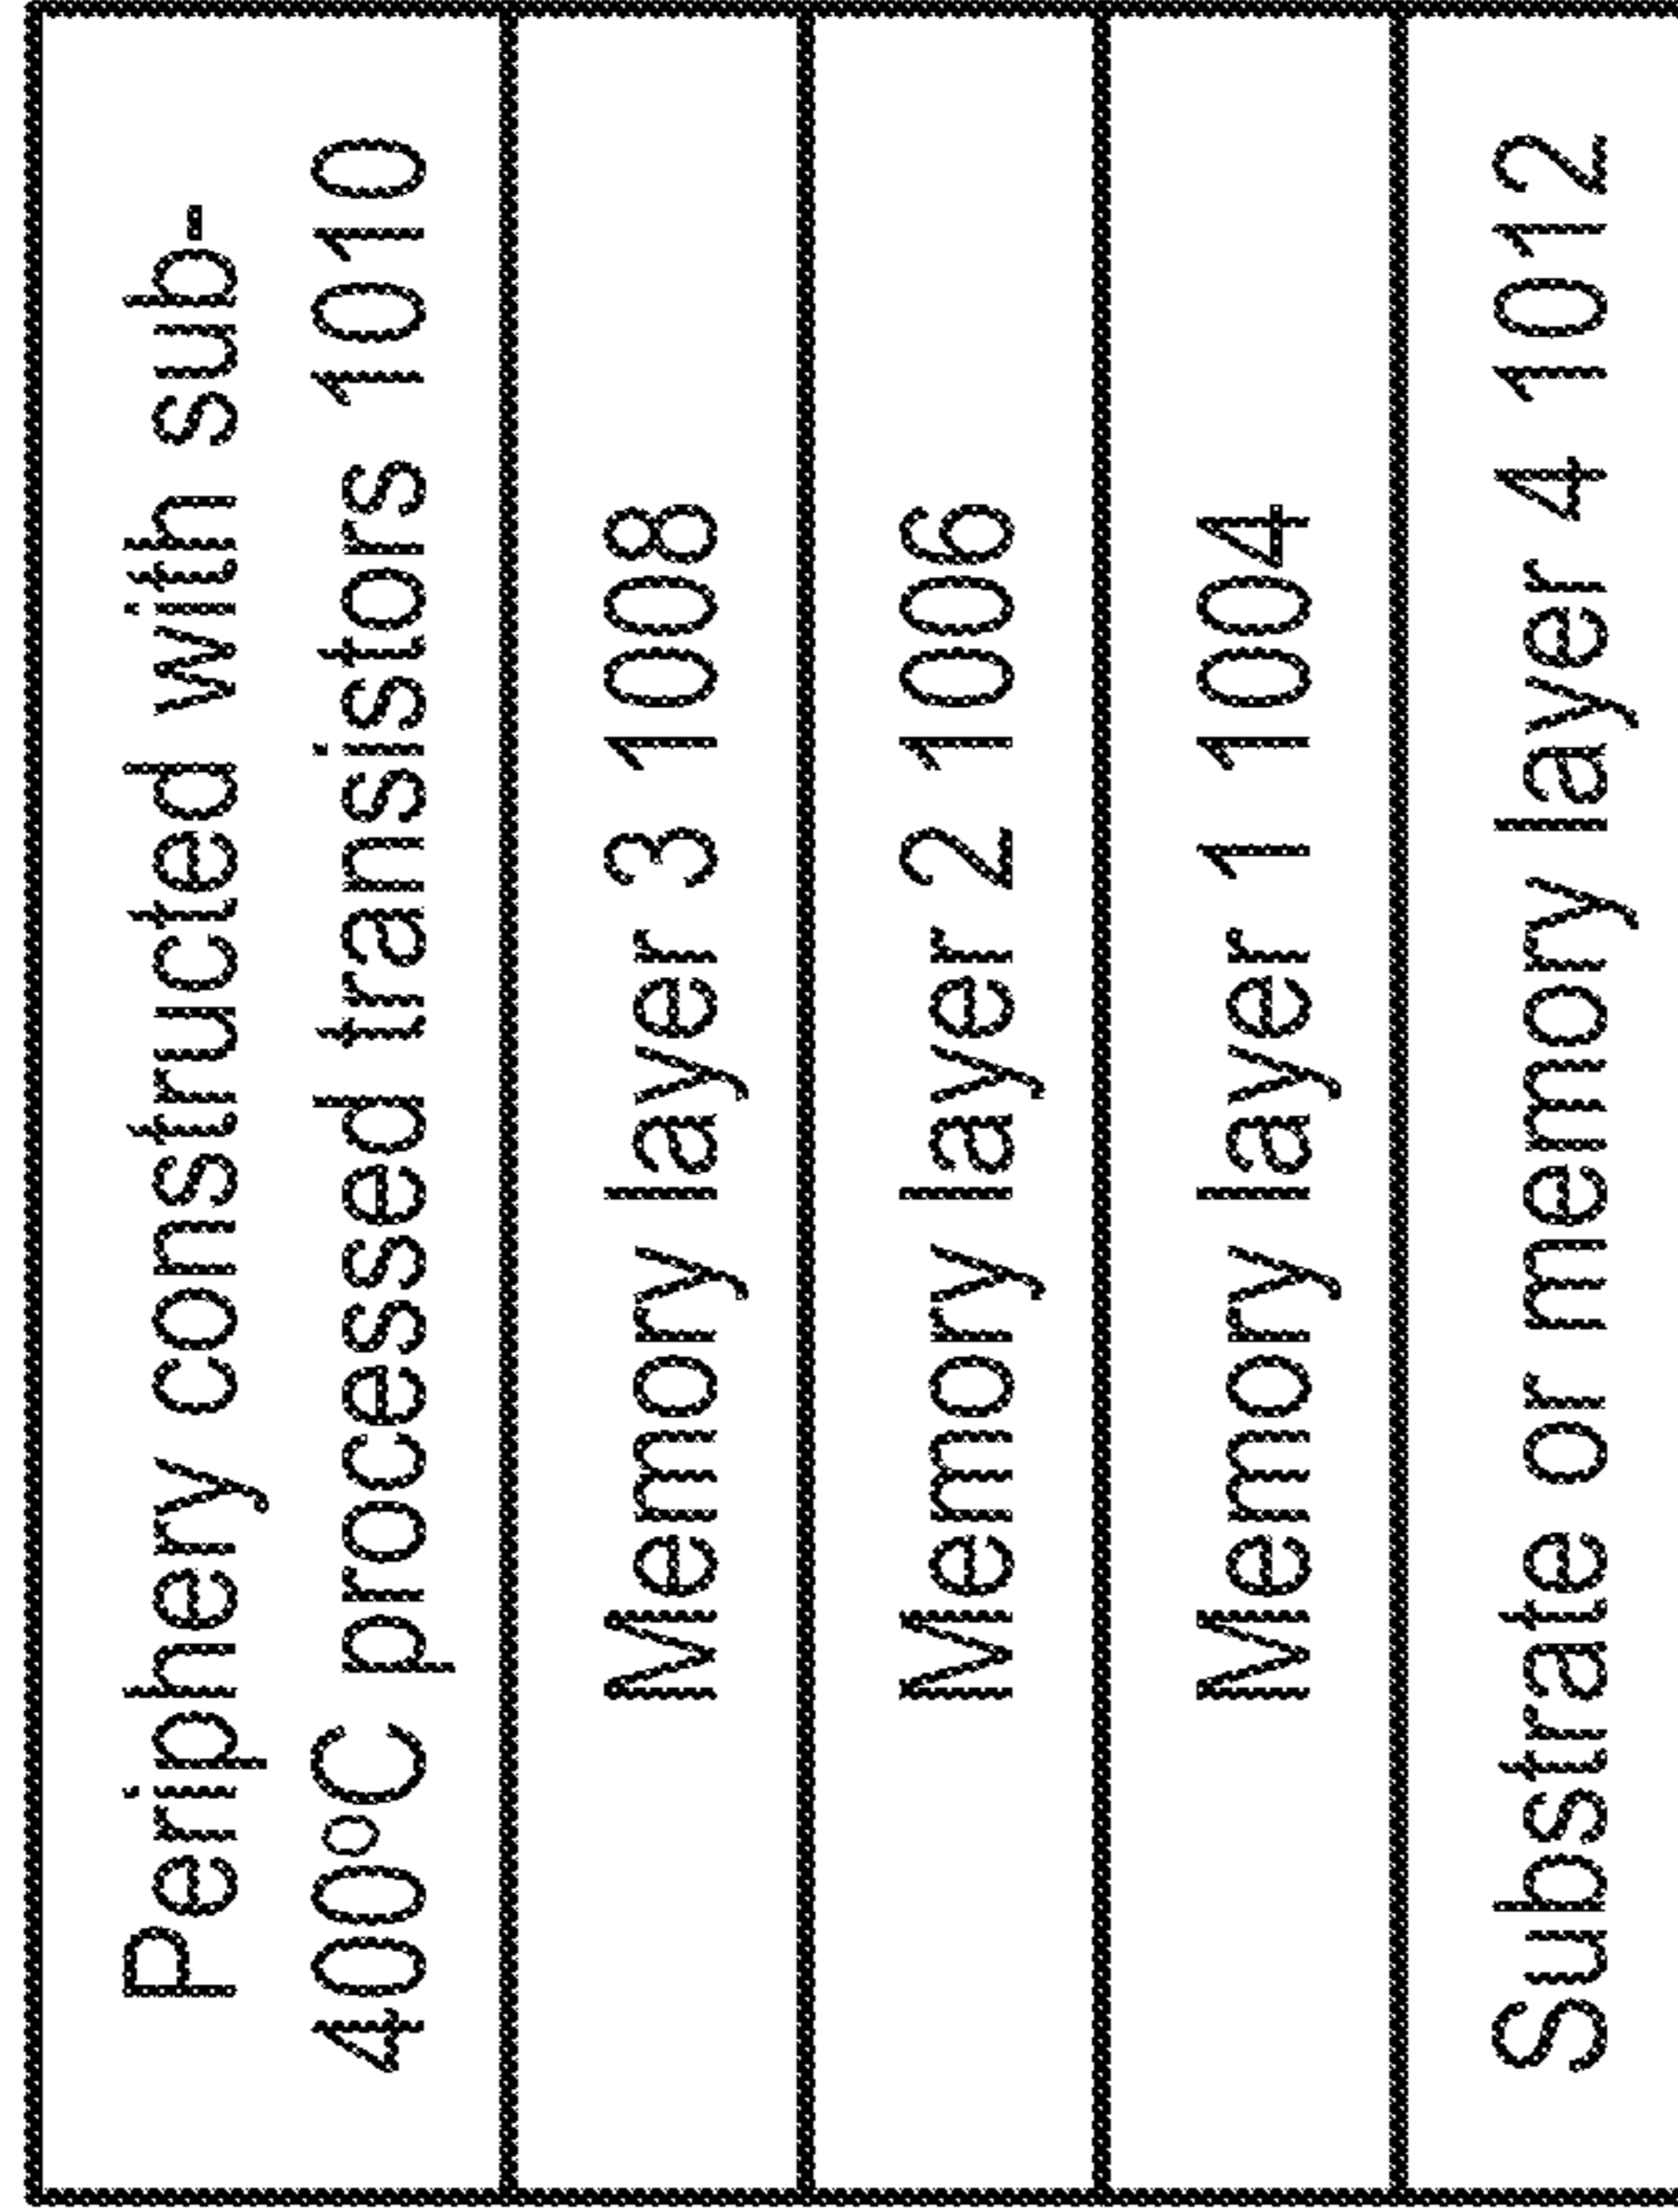 Periphery constructed with sub-
400°C processed transistors 1010
Memory layer 3 1008
Memory layer 2 1006
Memory layer 1 1004
Substrate or memory layer 4 1012